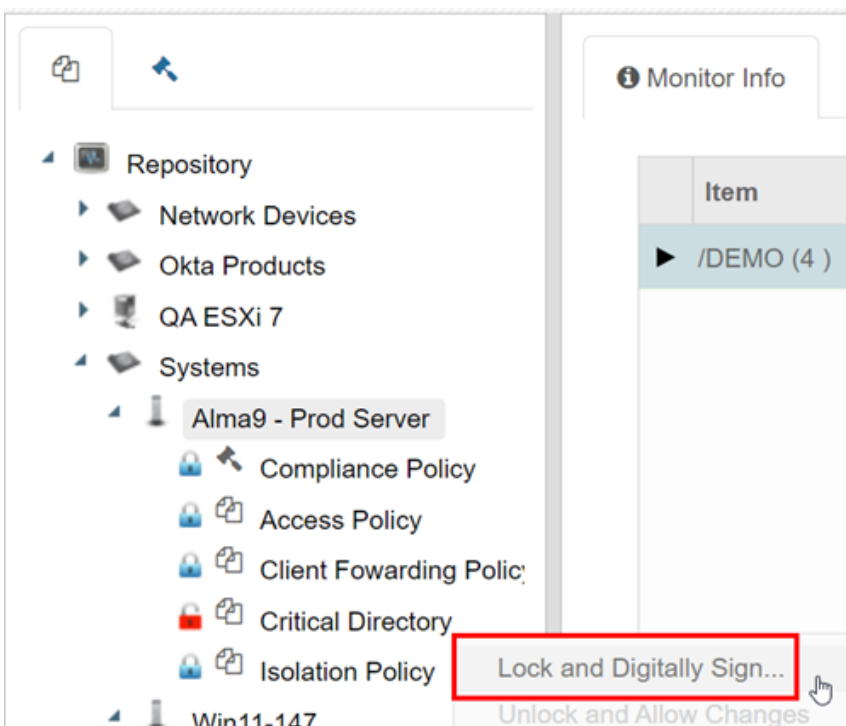 Monitor Info
Repository
Item
Network Devices
/DEMO (4 )
Okta Products
QA ESXi 7
Systems
Alma9 - Prod Server
Compliance Policy
Access Policy
Client Fowarding Policy
Critical Directory
Isolation Policy
Lock and Digitally Sign...
Win11-147
Unlock and Allow Changes